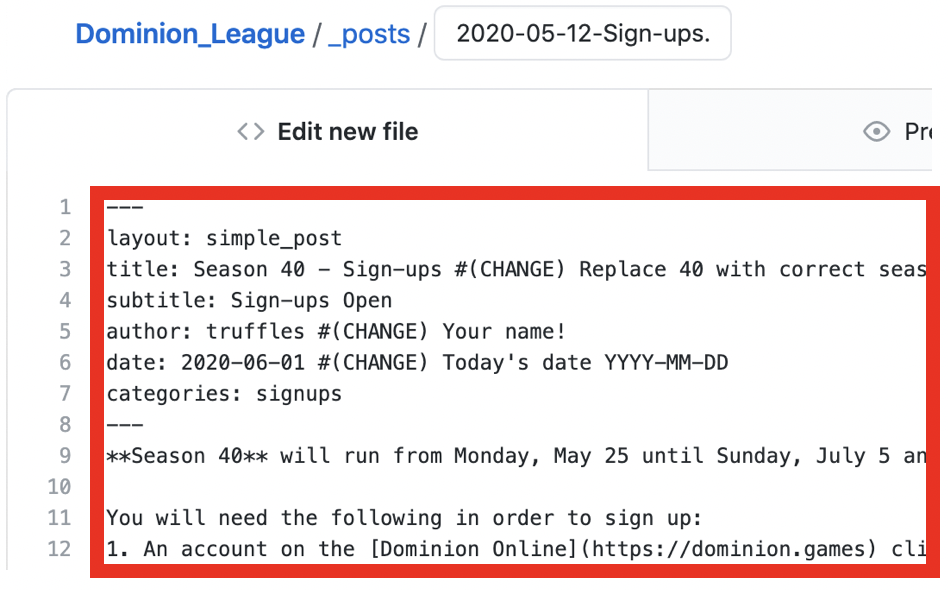 Dominion_League / _posts / 2020-05-12-Sign-ups.
<> Edit new file
1 ---
2 layout: simple_post
3 title: Season 40 - Sign-ups #(CHANGE) Replace 40 with correct
4 subtitle: Sign-ups Open
5 author: truffles #(CHANGE) Your name!
6 date: 2020-06-01 #(CHANGE) Today's date YYYY-MM-DD
7 categories: signups
8 ---
9 **Season 40** will run from Monday, May 25 until Sunday, July 5
10
11 You will need the following in order to sign up:
12 1. An account on the [Dominion Online](https://dominion.games)